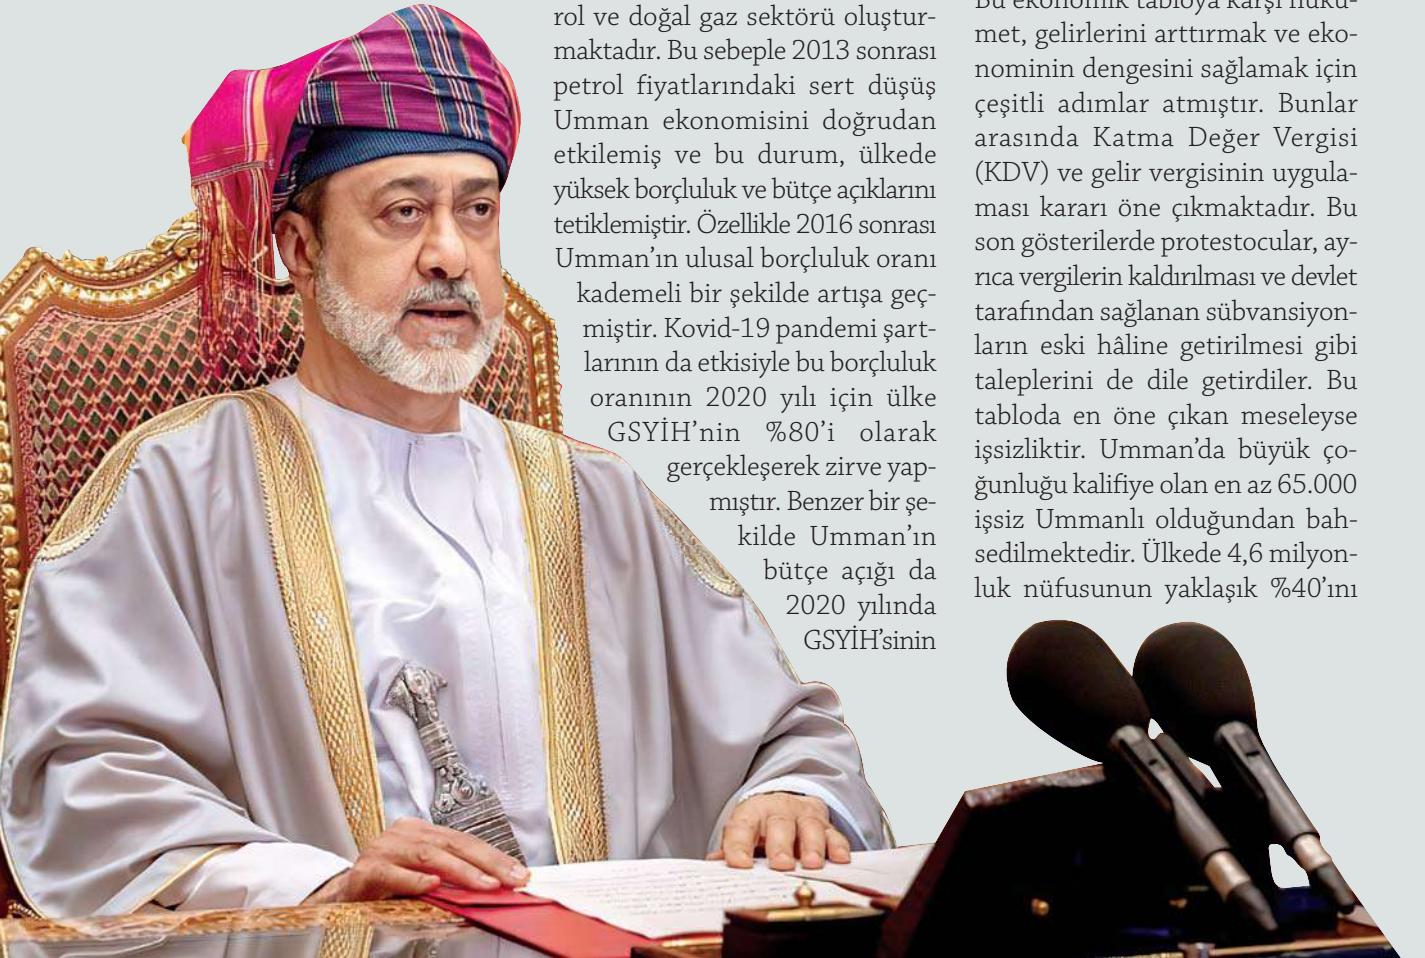 rol ve doğal gaz sektörü oluştur-
maktadır. Bu sebeple 2013 sonrası
petrol fiyatlarındaki sert düşüş
Umman ekonomisini doğrudan
etkilemiş ve bu durum, ülkede
yüksek borçluluk ve bütçe açıklarını
tetiklemiştir. Özellikle 2016 sonrası
Umman’ın ulusal borçluluk oranı
kademeli bir şekilde artışa geç-
miştir. Kovid-19 pandemi şart-
larının da etkisiyle bu borçluluk
oranının 2020 yılı için ülke
GSYİH’nin %80’i olarak
gerçekleşerek zirve yap-
mıştır. Benzer bir şe-
kilde Umman’ın
bütçe açığı da
2020 yılında
GSYİH’sinin
Bu ekonomik tabloya karşı hükü-
met, gelirlerini arttırmak ve eko-
nominin dengesini sağlamak için
çeşitli adımlar atmıştır. Bunlar
arasında Katma Değer Vergisi
(KDV) ve gelir vergisinin uygula-
ması kararı öne çıkmaktadır. Bu
son gösterilerde protestocular, ay-
rıca vergilerin kaldırılması ve devlet
tarafından sağlanan sübvansiyon-
ların eski hâline getirilmesi gibi
taleplerini de dile getirdiler. Bu
tabloda en öne çıkan meseleyse
işsizliktir. Umman’da büyük ço-
ğunluğu kalifiye olan en az 65.000
işsiz Ummanlı olduğundan bah-
sedilmektedir. Ülkede 4,6 milyon-
luk nüfusunun yaklaşık %40’ını